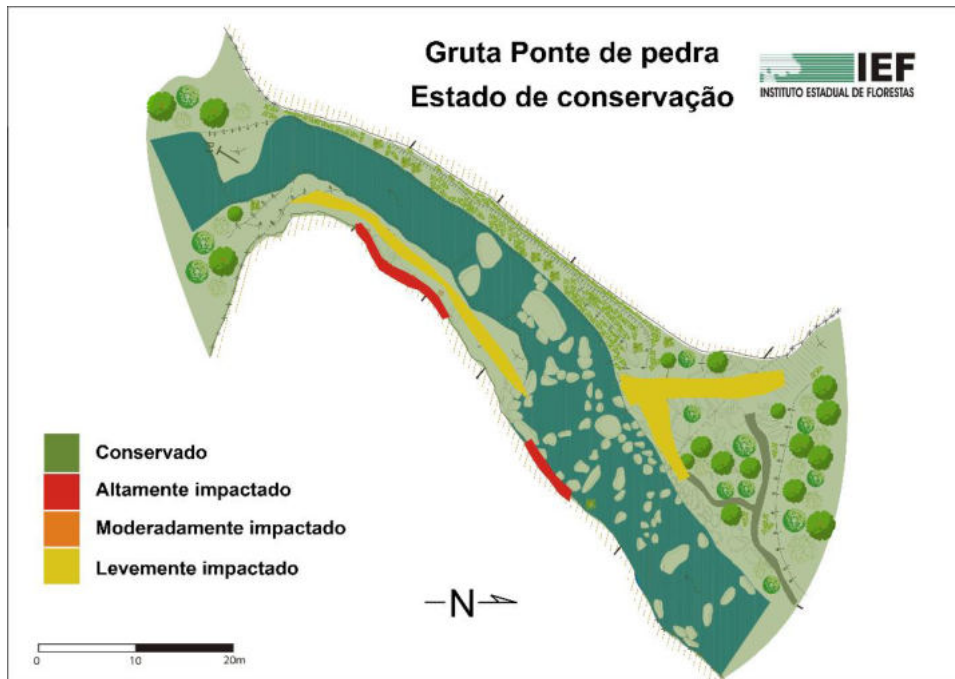 Gruta Ponte de pedra
Estado de conservação
IEF
INSTITUTO ESTADUAL DE FLORESTAS
Conservado
Altamente impactado
Moderadamente impactado
Levemente impactado
N
0 10 20m